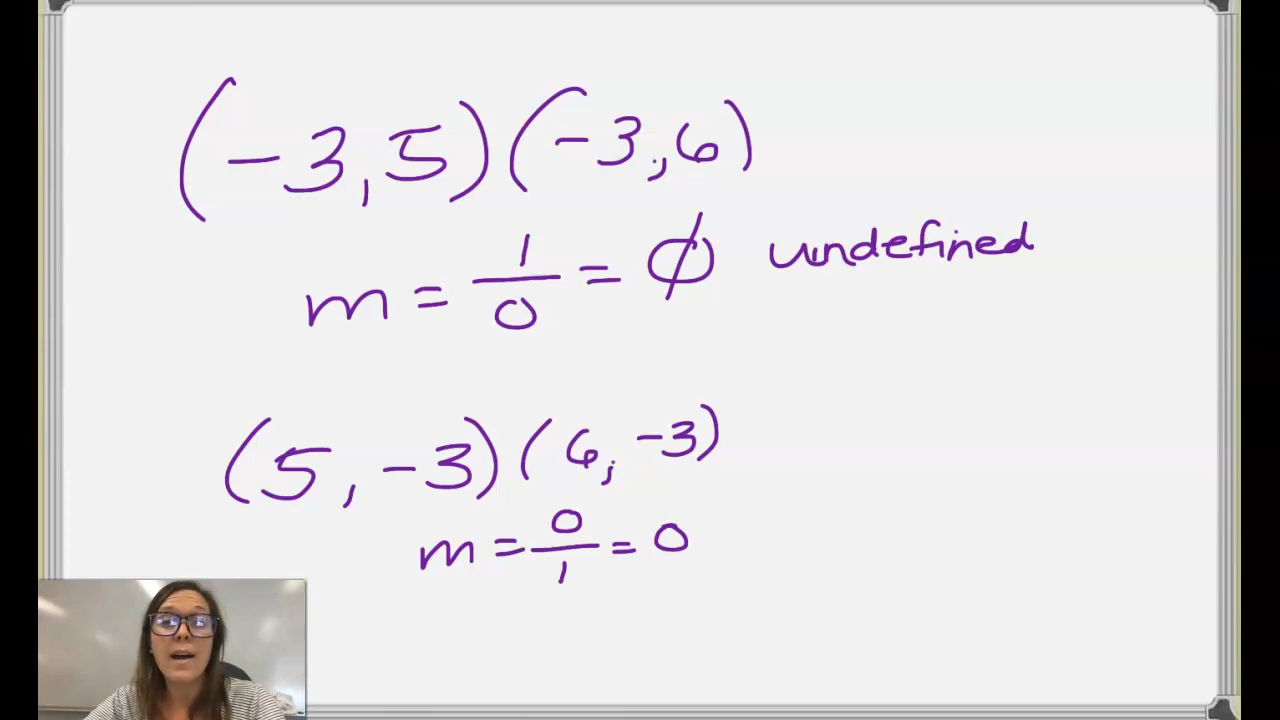 (-3,5)(-3,6)
m = 1/0 = ∅ undefined
(5,-3)(6,-3)
m = 0/1 = 0